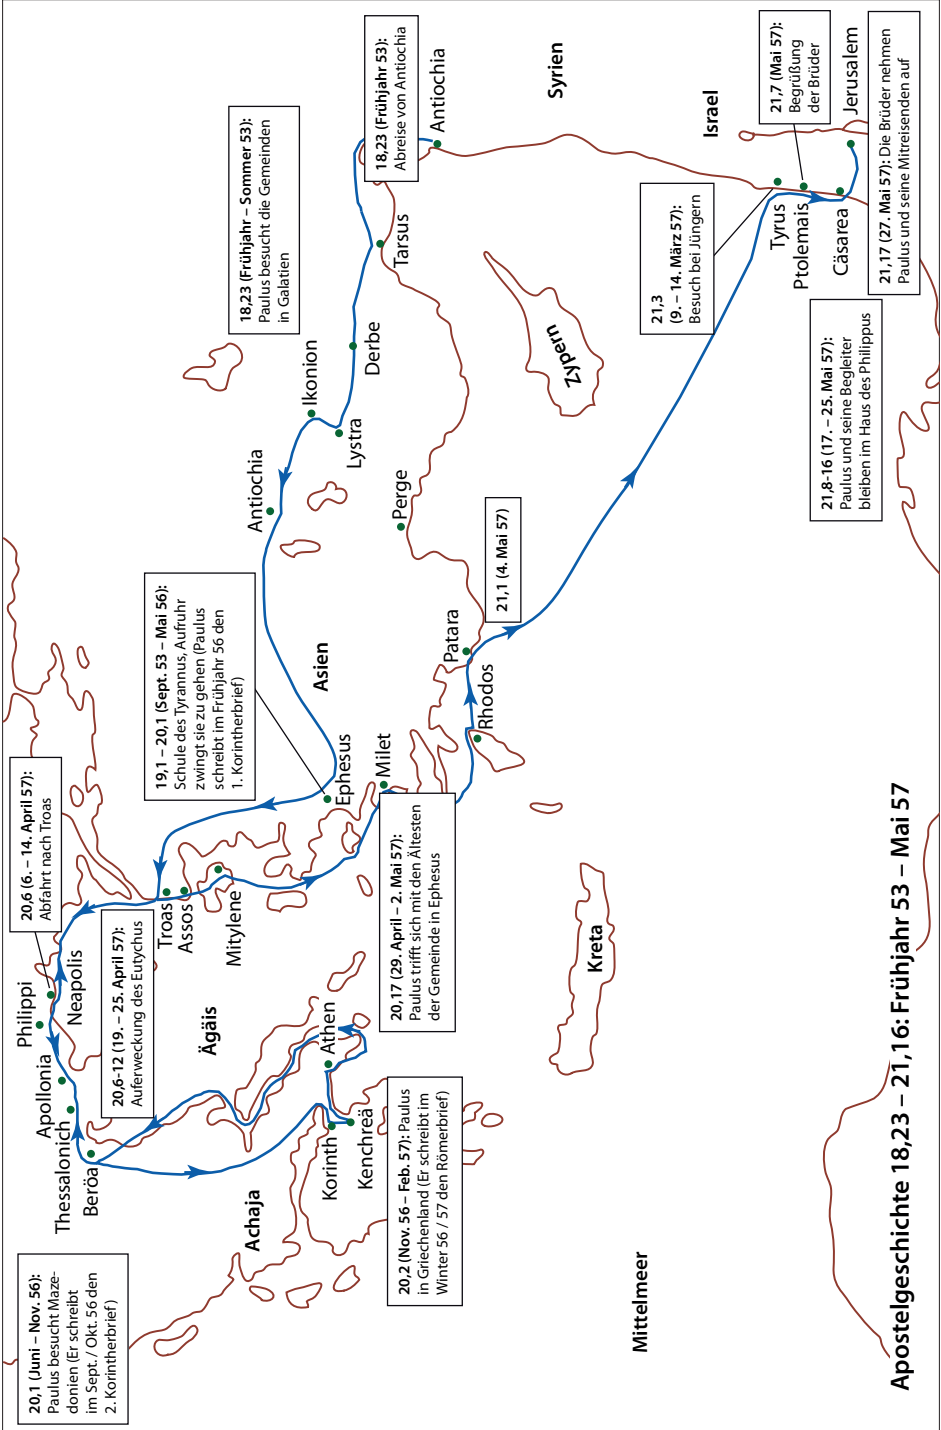 20,1 (Juni – Nov. 56):
Paulus besucht Maze-
donien (Er schreibt
im Sept. / Okt. 56 den
2. Korintherbrief)
Philippi
Neapolis
Apollonia
Thessalonich
Beröa
20,6 (6. – 14. April 57):
Abfahrt nach Troas
20,6-12 (19. – 25. April 57):
Auferweckung des Eutychus
Troas
Assos
Mitylene
Ägäis
Achaja
Athen
Korinth
Kenchreä
20,2 (Nov. 56 – Feb. 57): Paulus
in Griechenland (Er schreibt im
Winter 56 / 57 den Römerbrief)
19,1 – 20,1 (Sept. 53 – Mai 56):
Schule des Tyrannus, Aufruhr
zwingt sie zu gehen (Paulus
schreibt im Frühjahr 56 den
1. Korintherbrief)
Asien
Ephesus
Milet
20,17 (29. April – 2. Mai 57):
Paulus trifft sich mit den Ältesten
der Gemeinde in Ephesus
18,23 (Frühjahr – Sommer 53):
Paulus besucht die Gemeinden
in Galatien
Antiochia
Ikonion
Lystra
Derbe
Tarsus
18,23 (Frühjahr 53):
Abreise von Antiochia
Antiochia
Syrien
Perge
Patara
Rhodos
21,1 (4. Mai 57)
Zypern
Kreta
Mittelmeer
Israel
21,3
(9. – 14. März 57):
Besuch bei Jüngern
21,7 (Mai 57):
Begrüßung
der Brüder
Tyrus
Ptolemais
Cäsarea
Jerusalem
21,8-16 (17. – 25. Mai 57):
Paulus und seine Begleiter
bleiben im Haus des Philippus
21,17 (27. Mai 57): Die Brüder nehmen
Paulus und seine Mitreisenden auf
Apostelgeschichte 18,23 – 21,16: Frühjahr 53 – Mai 57